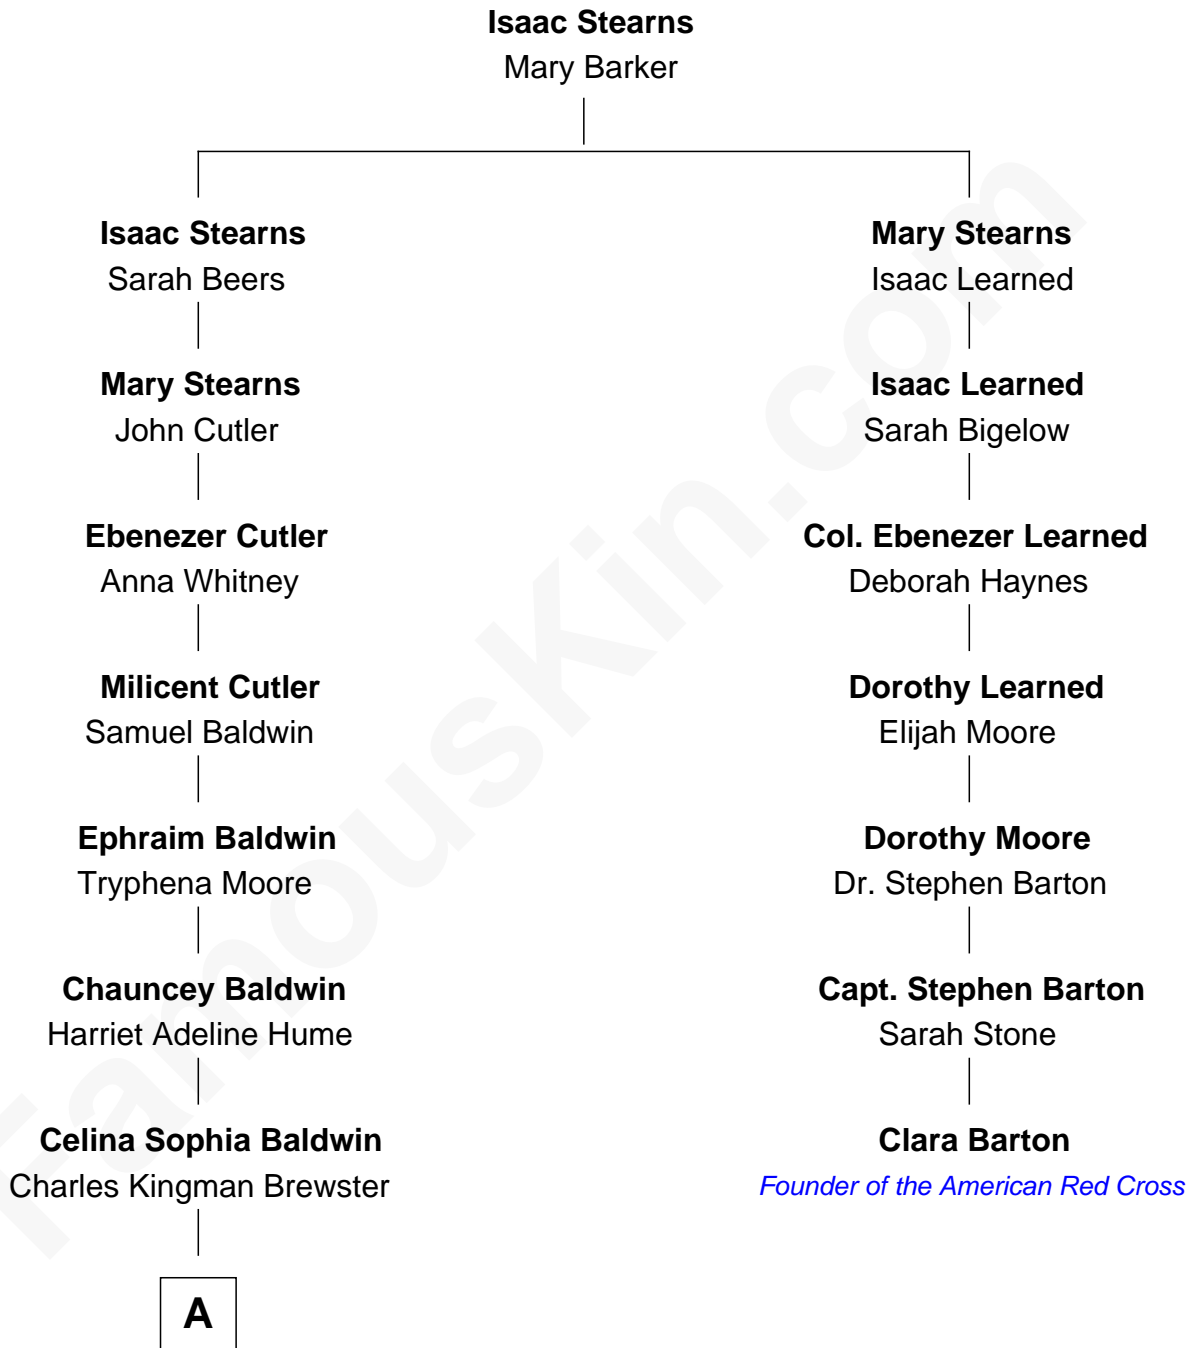 Isaac Stearns
Mary Barker
Isaac Stearns
Sarah Beers
Mary Stearns
Isaac Learned
Mary Stearns
John Cutler
Isaac Learned
Sarah Bigelow
Ebenezer Cutler
Anna Whitney
Col. Ebenezer Learned
Deborah Haynes
Milicent Cutler
Samuel Baldwin
Dorothy Learned
Elijah Moore
Ephraim Baldwin
Tryphena Moore
Dorothy Moore
Dr. Stephen Barton
Chauncey Baldwin
Harriet Adeline Hume
Capt. Stephen Barton
Sarah Stone
Celina Sophia Baldwin
Charles Kingman Brewster
Clara Barton
Founder of the American Red Cross
A
FamousKin.com